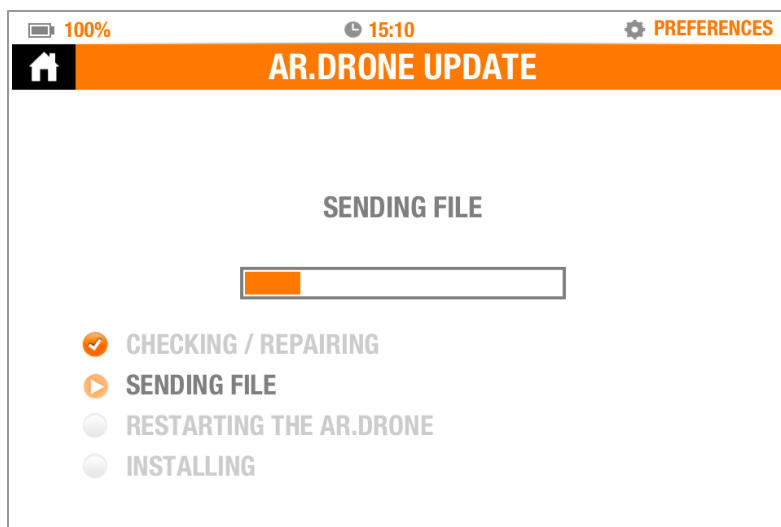 100% 15:10 PREFERENCES
AR.DRONE UPDATE
SENDING FILE
CHECKING / REPAIRING
SENDING FILE
RESTARTING THE AR.DRONE
INSTALLING